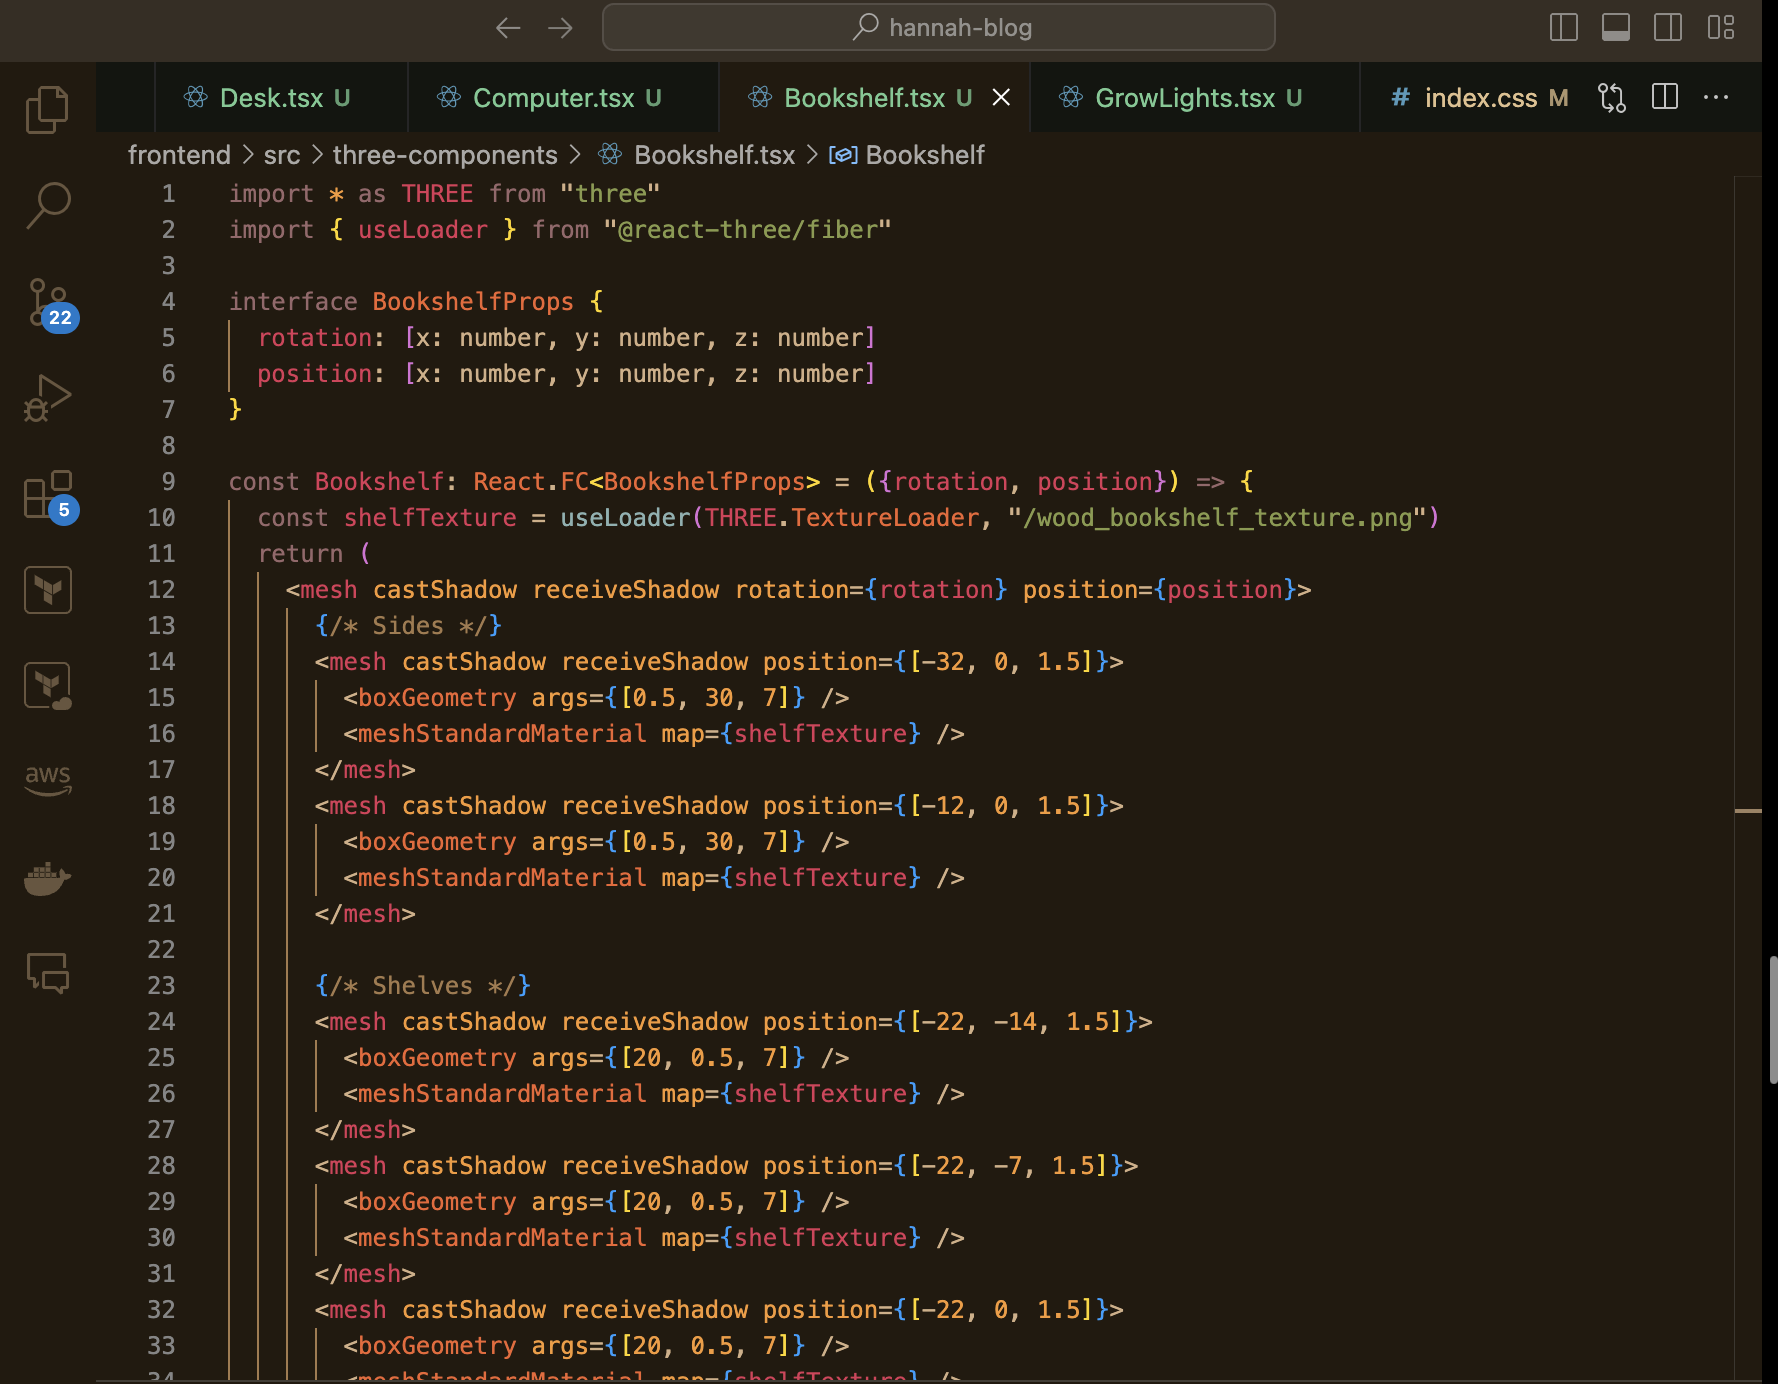 hannah-blog
Desk.tsx U
Computer.tsx U
Bookshelf.tsx U
GrowLights.tsx U
# index.css M
frontend > src > three-components > Bookshelf.tsx > Bookshelf
22
5
aws
1 import * as THREE from "three"
2 import { useLoader } from "@react-three/fiber"
3
4 interface BookshelfProps {
5   rotation: [x: number, y: number, z: number]
6   position: [x: number, y: number, z: number]
7 }
8
9 const Bookshelf: React.FC<BookshelfProps> = ({rotation, position}) => {
10   const shelfTexture = useLoader(THREE.TextureLoader, "/wood_bookshelf_texture.png")
11   return (
12     <mesh castShadow receiveShadow rotation={rotation} position={position}>
13       {/* Sides */}
14       <mesh castShadow receiveShadow position={[-32, 0, 1.5]}>
15         <boxGeometry args={[0.5, 30, 7]} />
16         <meshStandardMaterial map={shelfTexture} />
17       </mesh>
18       <mesh castShadow receiveShadow position={[-12, 0, 1.5]}>
19         <boxGeometry args={[0.5, 30, 7]} />
20         <meshStandardMaterial map={shelfTexture} />
21       </mesh>
22
23       {/* Shelves */}
24       <mesh castShadow receiveShadow position={[-22, -14, 1.5]}>
25         <boxGeometry args={[20, 0.5, 7]} />
26         <meshStandardMaterial map={shelfTexture} />
27       </mesh>
28       <mesh castShadow receiveShadow position={[-22, -7, 1.5]}>
29         <boxGeometry args={[20, 0.5, 7]} />
30         <meshStandardMaterial map={shelfTexture} />
31       </mesh>
32       <mesh castShadow receiveShadow position={[-22, 0, 1.5]}>
33         <boxGeometry args={[20, 0.5, 7]} />
34         <meshStandardMaterial map={shelfTexture} />